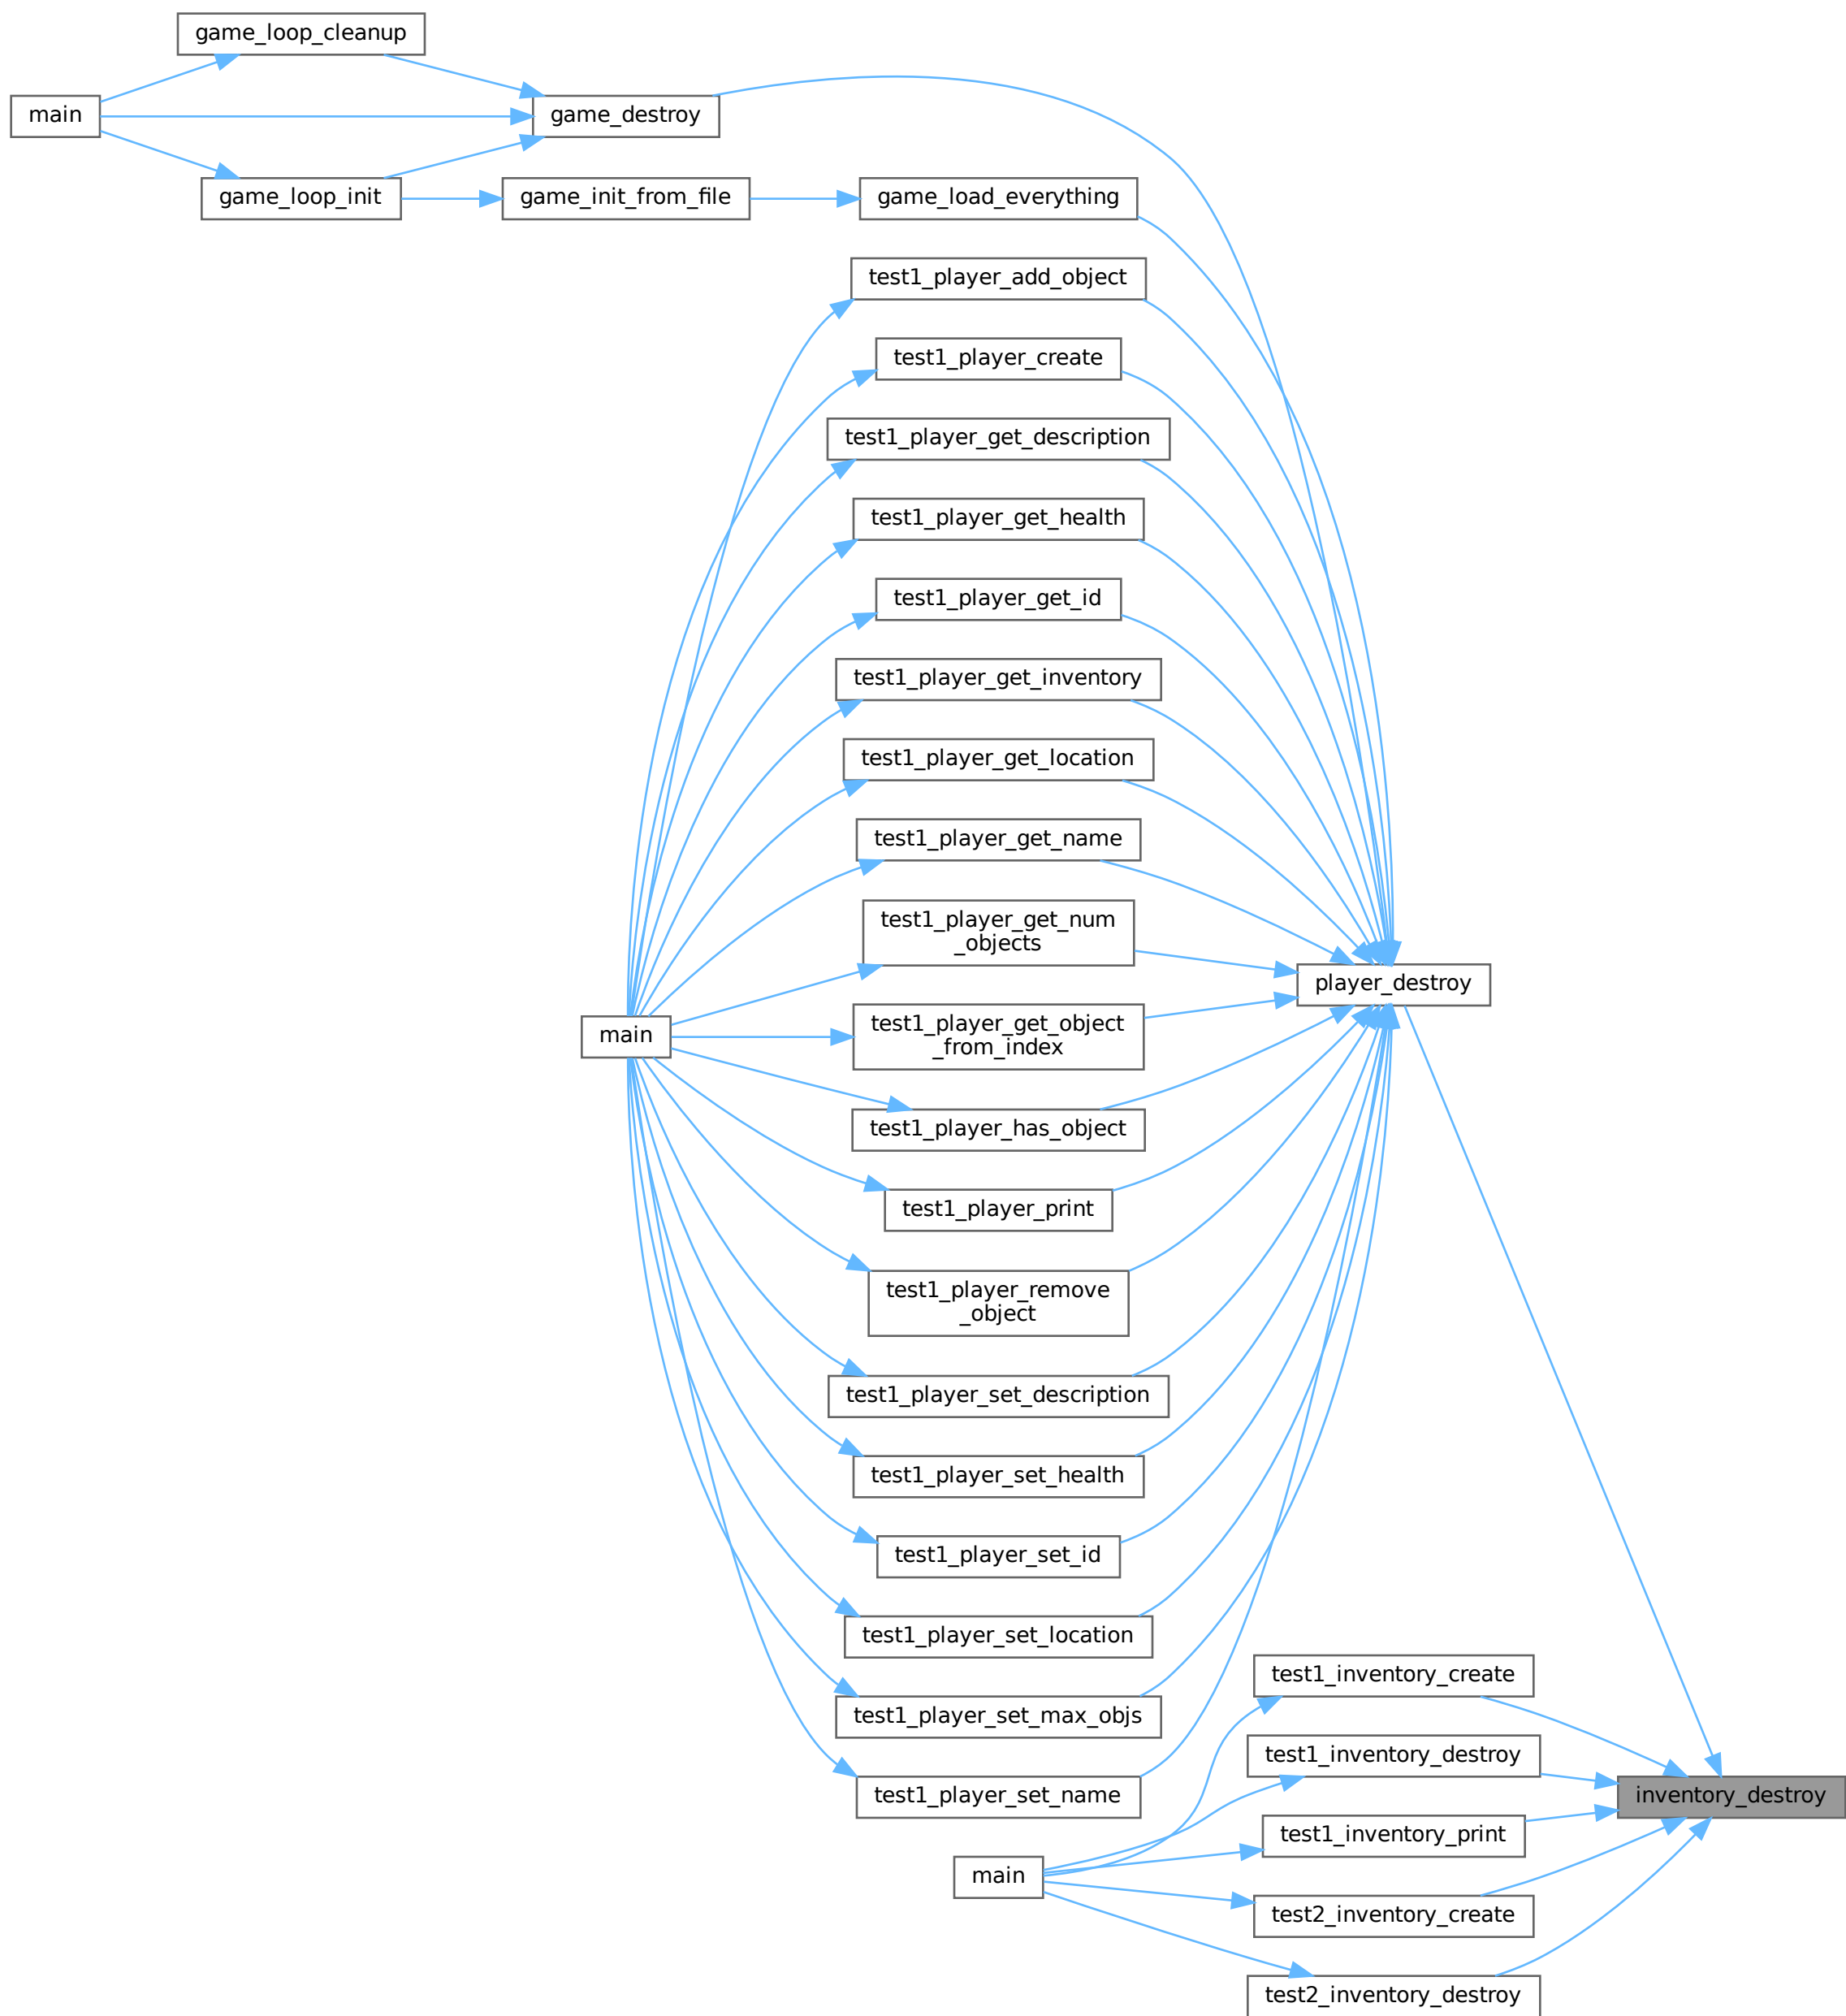 game_loop_cleanup
main
game_destroy
game_loop_init
game_init_from_file
game_load_everything
test1_player_add_object
test1_player_create
test1_player_get_description
test1_player_get_health
test1_player_get_id
test1_player_get_inventory
test1_player_get_location
test1_player_get_name
test1_player_get_num
_objects
player_destroy
main
test1_player_get_object
_from_index
test1_player_has_object
test1_player_print
test1_player_remove
_object
test1_player_set_description
test1_player_set_health
test1_player_set_id
test1_player_set_location
test1_player_set_max_objs
test1_player_set_name
test1_inventory_create
test1_inventory_destroy
inventory_destroy
test1_inventory_print
main
test2_inventory_create
test2_inventory_destroy